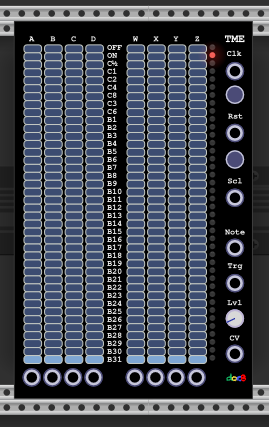 TME
A B C D W X Y Z
OFF
ON
C½
C1
C2
C4
C8
C3
C6
B1
B2
B3
B4
B5
B6
B7
B8
B9
B10
B11
B12
B13
B14
B15
B16
B17
B18
B19
B20
B21
B22
B23
B24
B25
B26
B27
B28
B29
B30
B31
Clk
Rst
Scl
Note
Trg
Lvl
CV